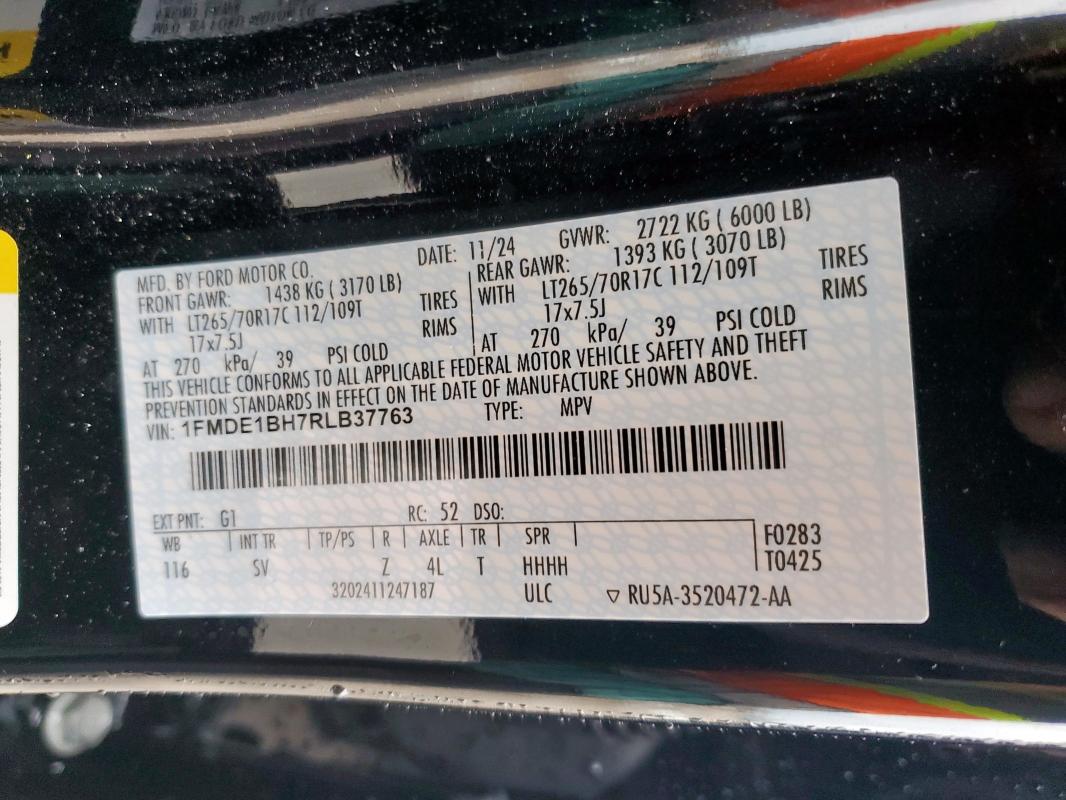 MFD. BY FORD MOTOR CO.
DATE: 11/24 GVWR: 2722 KG ( 6000 LB)
FRONT GAWR: 1438 KG ( 3170 LB)
WITH LT265/70R17C 112/109T TIRES
17x7.5J RIMS
AT 270 kPa/ 39 PSI COLD
REAR GAWR: 1393 KG ( 3070 LB)
WITH LT265/70R17C 112/109T TIRES
17x7.5J RIMS
AT 270 kPa/ 39 PSI COLD
THIS VEHICLE CONFORMS TO ALL APPLICABLE FEDERAL MOTOR VEHICLE SAFETY AND THEFT
PREVENTION STANDARDS IN EFFECT ON THE DATE OF MANUFACTURE SHOWN ABOVE.
VIN: 1FMDE1BH7RLB37763 TYPE: MPV
EXT PNT: G1 RC: 52 DSO:
WB INT TR TP/PS R AXLE TR SPR F0283
116 SV Z 4L T HHHH T0425
3202411247187 ULC ▽ RU5A-3520472-AA